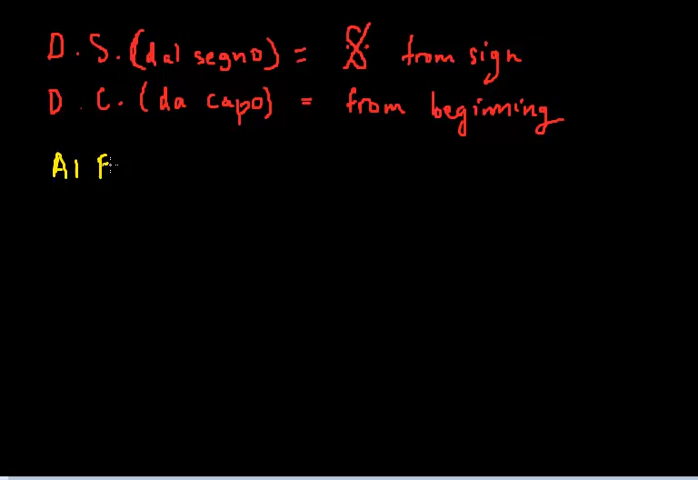 D.S. (dal segno) = 𝄋 from sign
D.C. (da capo) = from beginning
Al F